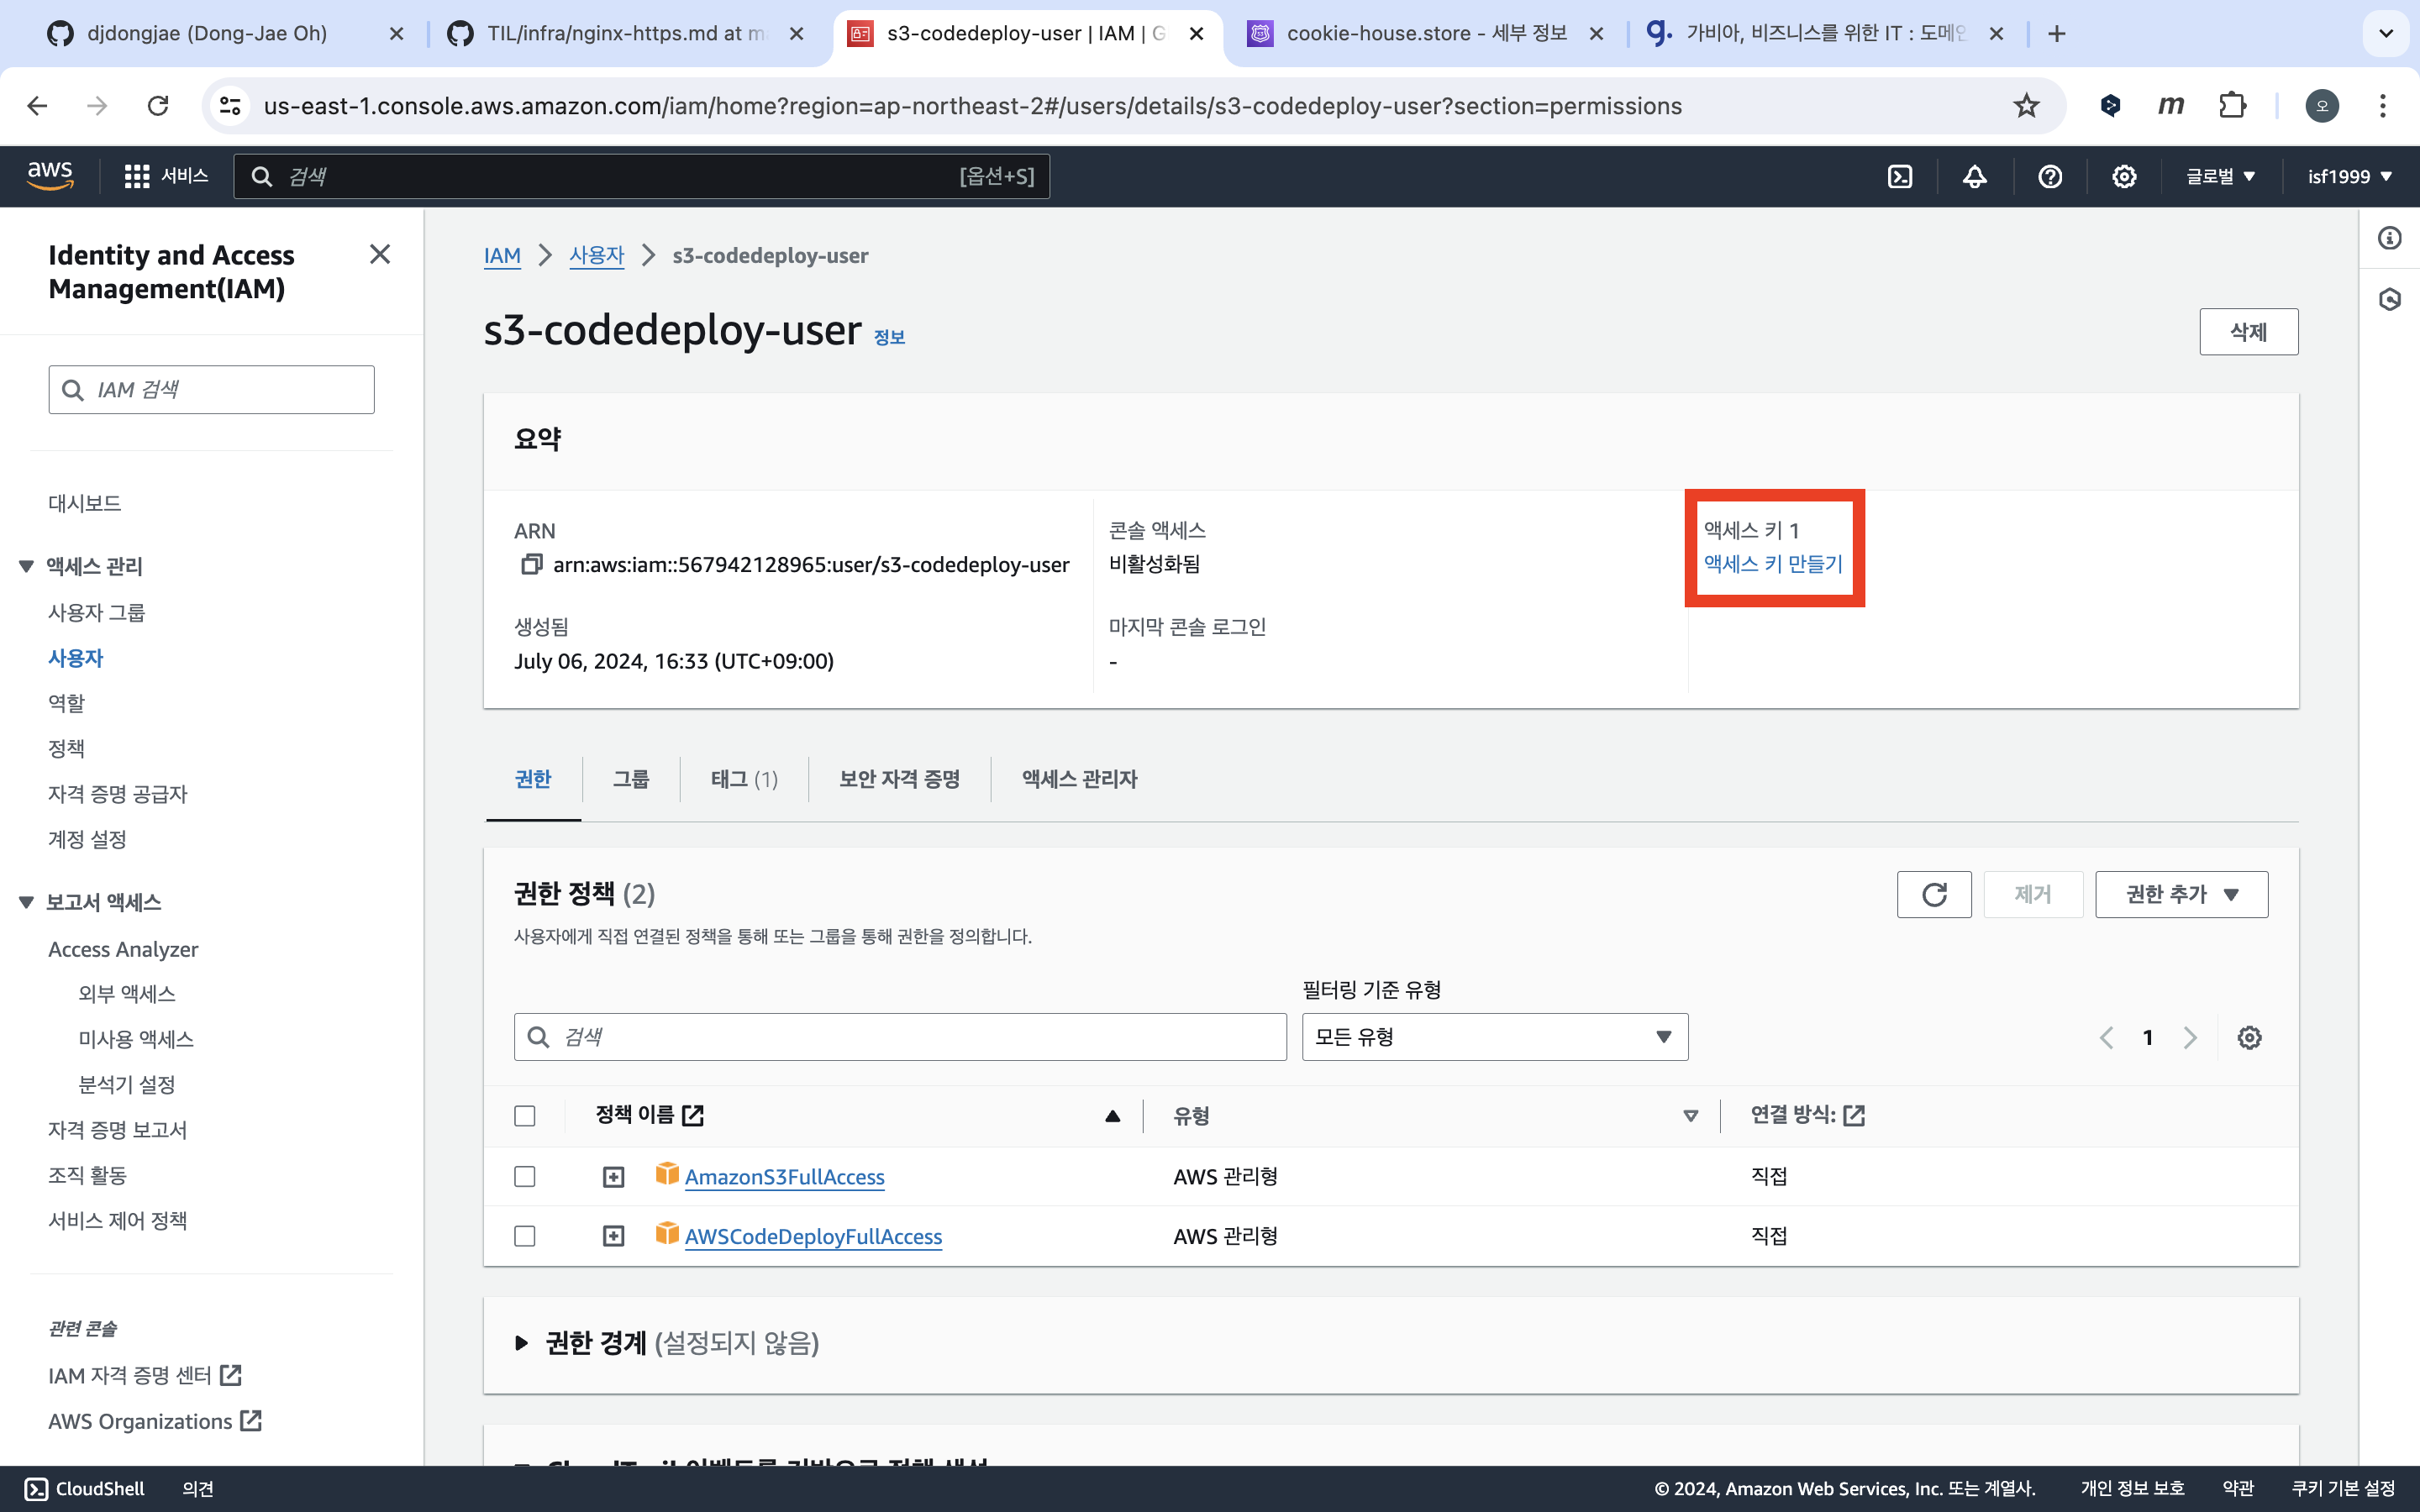 djdongjae (Dong-Jae Oh)
TIL/infra/nginx-https.md at m
s3-codedeploy-user | IAM | G
cookie-house.store - 세부 정보
g. 가비아, 비즈니스를 위한 IT : 도메인
us-east-1.console.aws.amazon.com/iam/home?region=ap-northeast-2#/users/details/s3-codedeploy-user?section=permissions
m
오
aws
서비스
검색
[옵션+S]
글로벌
isf1999
Identity and Access
Management(IAM)
IAM 검색
대시보드
액세스 관리
사용자 그룹
사용자
역할
정책
자격 증명 공급자
계정 설정
보고서 액세스
Access Analyzer
외부 액세스
미사용 액세스
분석기 설정
자격 증명 보고서
조직 활동
서비스 제어 정책
관련 콘솔
IAM 자격 증명 센터
AWS Organizations
IAM > 사용자 > s3-codedeploy-user
s3-codedeploy-user 정보
삭제
요약
ARN
arn:aws:iam::567942128965:user/s3-codedeploy-user
생성됨
July 06, 2024, 16:33 (UTC+09:00)
콘솔 액세스
비활성화됨
마지막 콘솔 로그인
-
액세스 키 1
액세스 키 만들기
권한
그룹
태그 (1)
보안 자격 증명
액세스 관리자
권한 정책 (2)
사용자에게 직접 연결된 정책을 통해 또는 그룹을 통해 권한을 정의합니다.
제거
권한 추가
필터링 기준 유형
검색
모든 유형
1
정책 이름
유형
연결 방식:
AmazonS3FullAccess
AWS 관리형
직접
AWSCodeDeployFullAccess
AWS 관리형
직접
권한 경계 (설정되지 않음)
CloudTrail 이벤트를 기반으로 정책 생성
CloudShell
의견
© 2024, Amazon Web Services, Inc. 또는 계열사.
개인 정보 보호
약관
쿠키 기본 설정